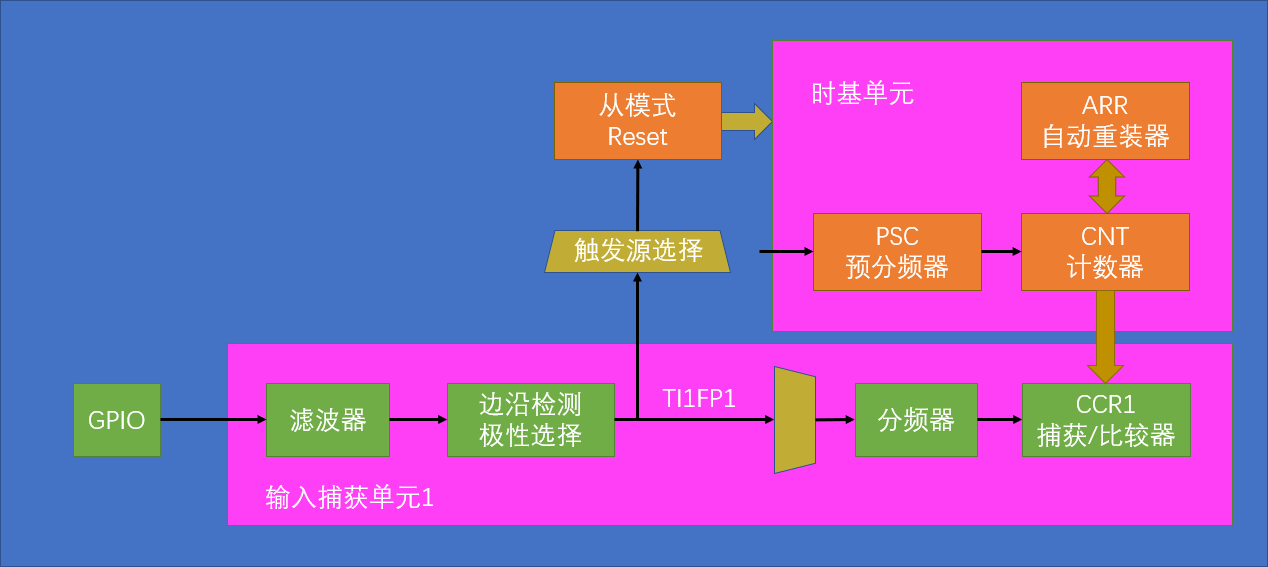 时基单元
从模式
Reset
ARR
自动重装器
触发源选择
PSC
预分频器
CNT
计数器
GPIO
滤波器
边沿检测
极性选择
TI1FP1
分频器
CCR1
捕获/比较器
输入捕获单元1